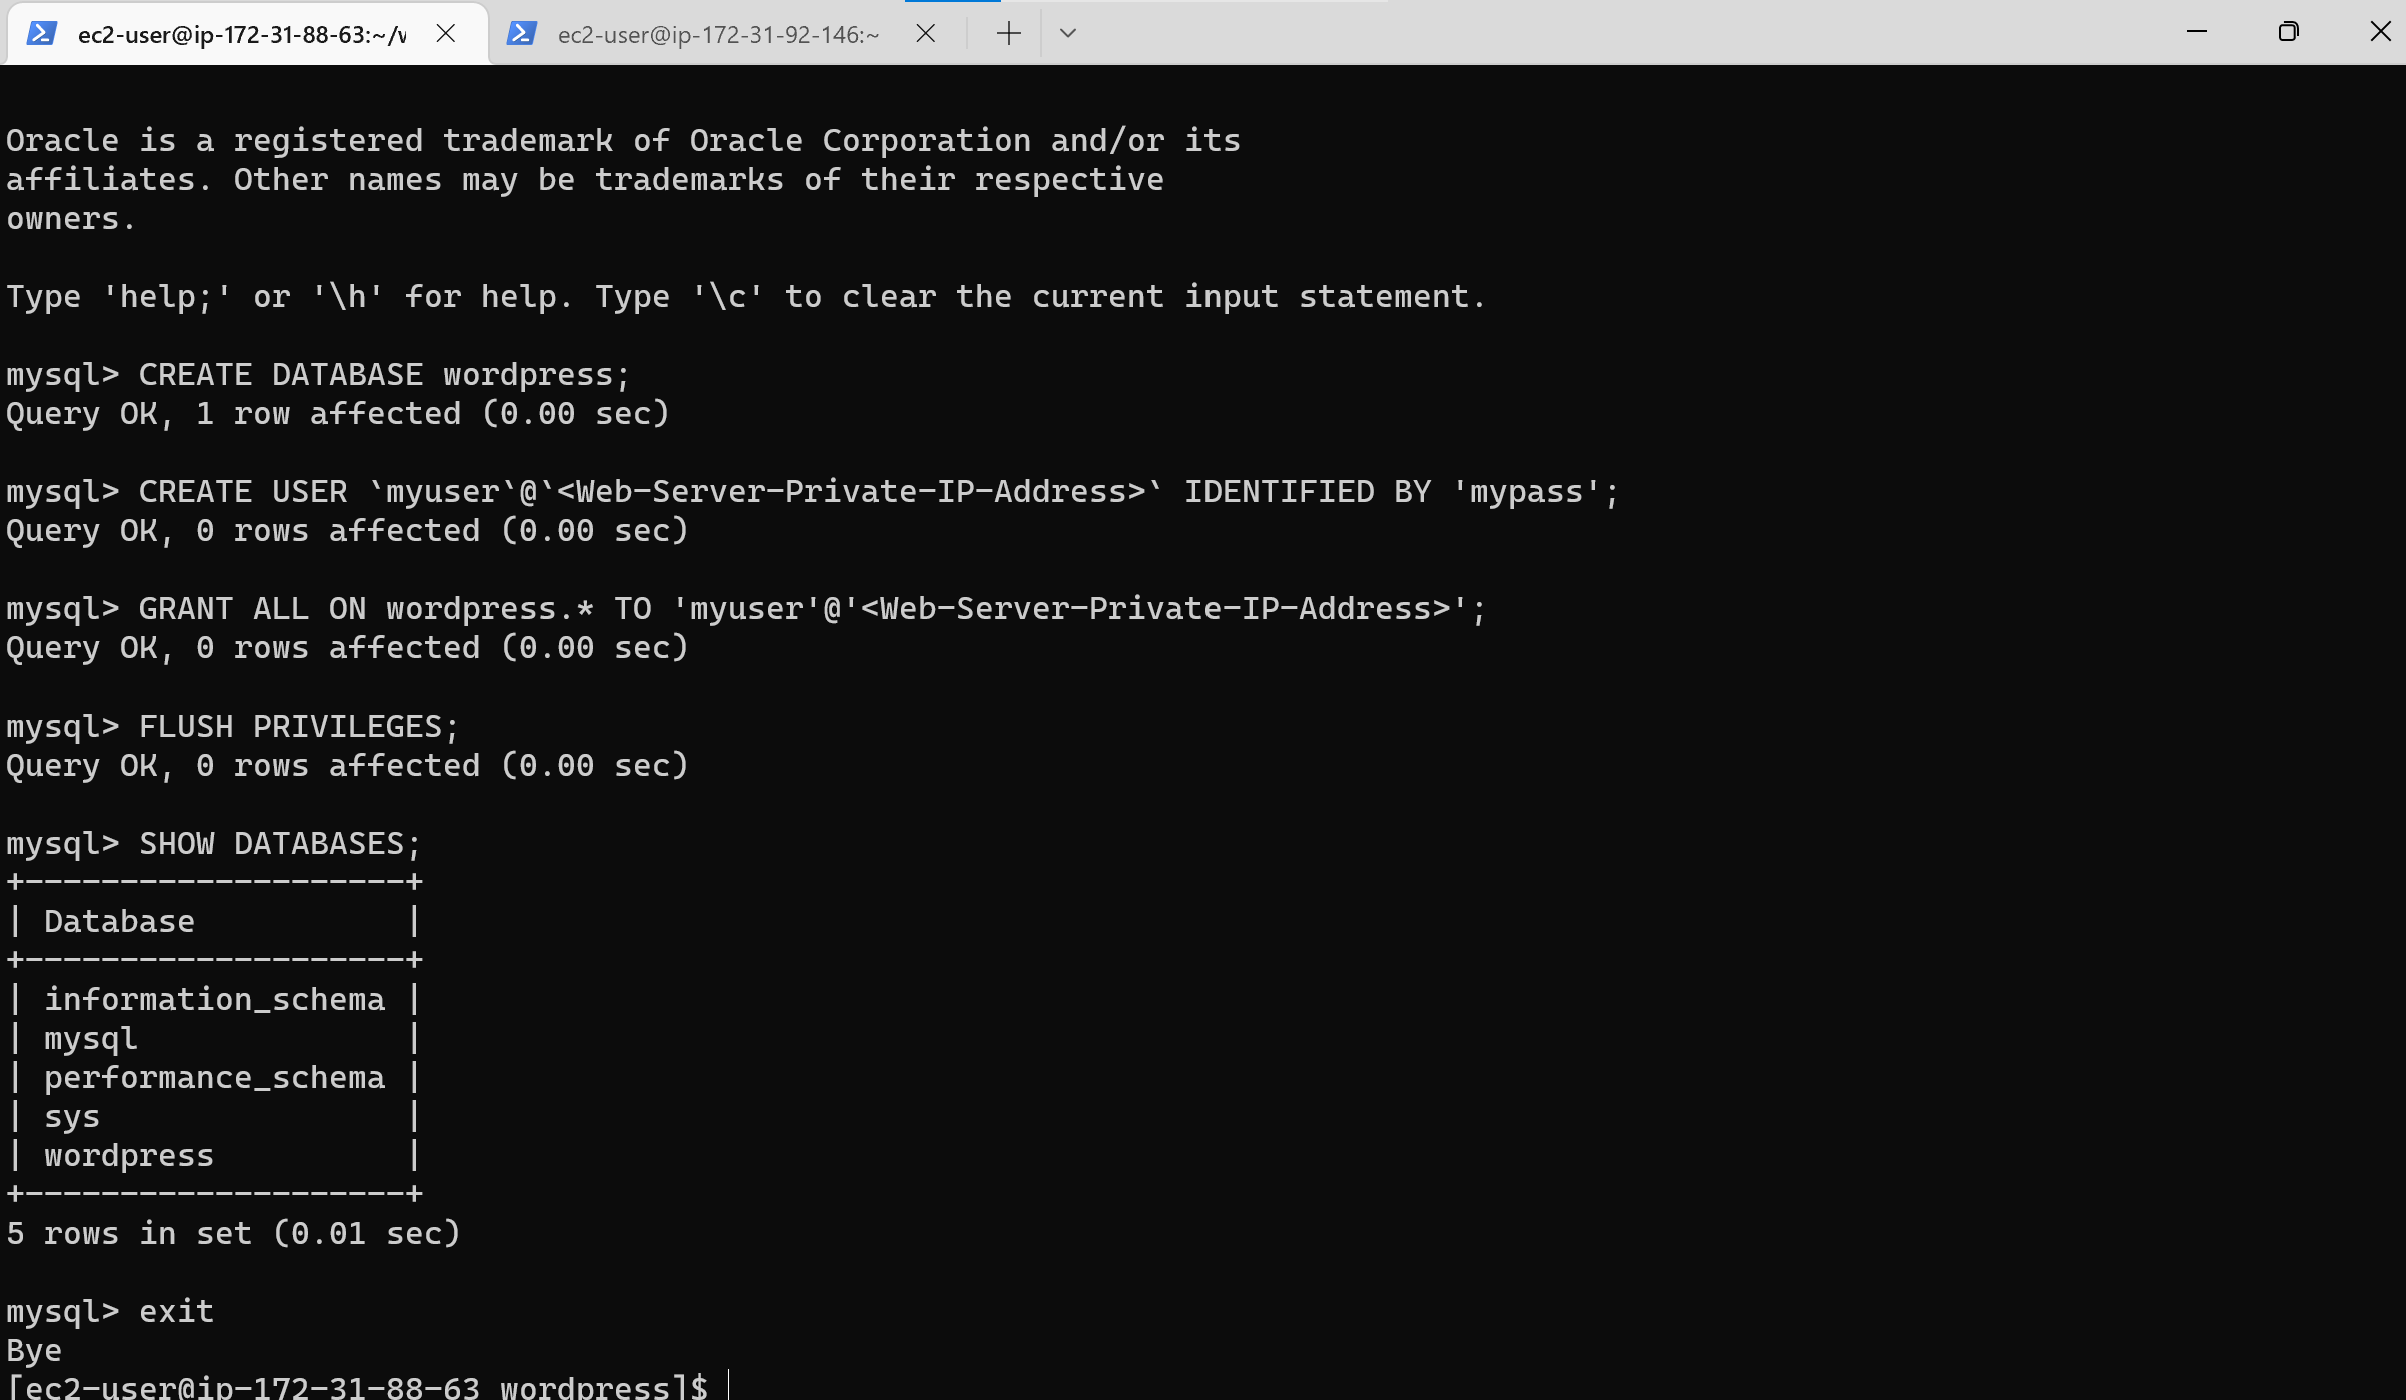 ec2-user@ip-172-31-88-63:~/w
ec2-user@ip-172-31-92-146:~
Oracle is a registered trademark of Oracle Corporation and/or its
affiliates. Other names may be trademarks of their respective
owners.
Type 'help;' or '\h' for help. Type '\c' to clear the current input statement.
mysql> CREATE DATABASE wordpress;
Query OK, 1 row affected (0.00 sec)
mysql> CREATE USER `myuser`@`<Web-Server-Private-IP-Address>` IDENTIFIED BY 'mypass';
Query OK, 0 rows affected (0.00 sec)
mysql> GRANT ALL ON wordpress.* TO 'myuser'@'<Web-Server-Private-IP-Address>';
Query OK, 0 rows affected (0.00 sec)
mysql> FLUSH PRIVILEGES;
Query OK, 0 rows affected (0.00 sec)
mysql> SHOW DATABASES;
+--------------------+
| Database           |
+--------------------+
| information_schema |
| mysql              |
| performance_schema |
| sys                |
| wordpress          |
+--------------------+
5 rows in set (0.01 sec)
mysql> exit
Bye
[ec2-user@ip-172-31-88-63 wordpress]$